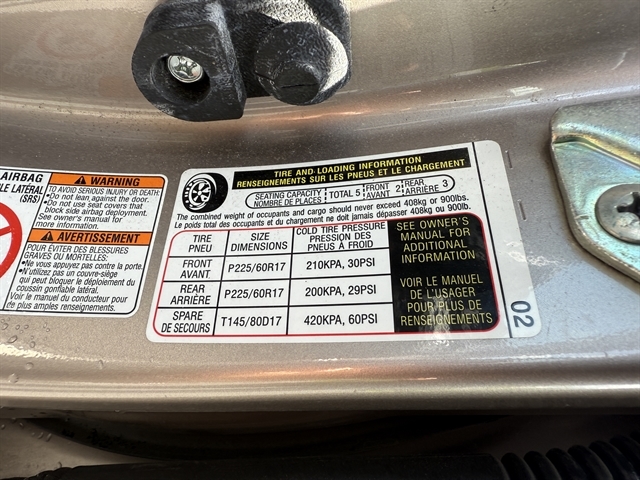 AIRBAG
LE LATÉRAL
(SRS)
WARNING
TO AVOID SERIOUS INJURY OR DEATH:
•Do not lean against the door.
•Do not use seat covers that
block side airbag deployment.
See owner's manual for
more information.
AVERTISSEMENT
POUR ÉVITER DES BLESSURES
GRAVES OU MORTELLES:
•Ne vous appuyez pas contre la porte.
•N'utilisez pas un couvre-siège
qui peut bloquer le déploiement du
coussin gonflable latéral.
Voir le manuel du conducteur pour
de plus amples renseignements.
TIRE AND LOADING INFORMATION
RENSEIGNEMENTS SUR LES PNEUS ET LE CHARGEMENT
SEATING CAPACITY
NOMBRE DE PLACES
TOTAL 5
FRONT
AVANT
2
REAR
ARRIÈRE
3
The combined weight of occupants and cargo should never exceed 408kg or 900lbs.
Le poids total des occupants et du chargement ne doit jamais dépasser 408kg ou 900lb.
TIRE
PNEU
SIZE
DIMENSIONS
COLD TIRE PRESSURE
PRESSION DES
PNEUS À FROID
FRONT
AVANT
P225/60R17
210KPA, 30PSI
REAR
ARRIÈRE
P225/60R17
200KPA, 29PSI
SPARE
DE SECOURS
T145/80D17
420KPA, 60PSI
SEE OWNER'S
MANUAL FOR
ADDITIONAL
INFORMATION
VOIR LE MANUEL
DE L'USAGER
POUR PLUS DE
RENSEIGNEMENTS
02